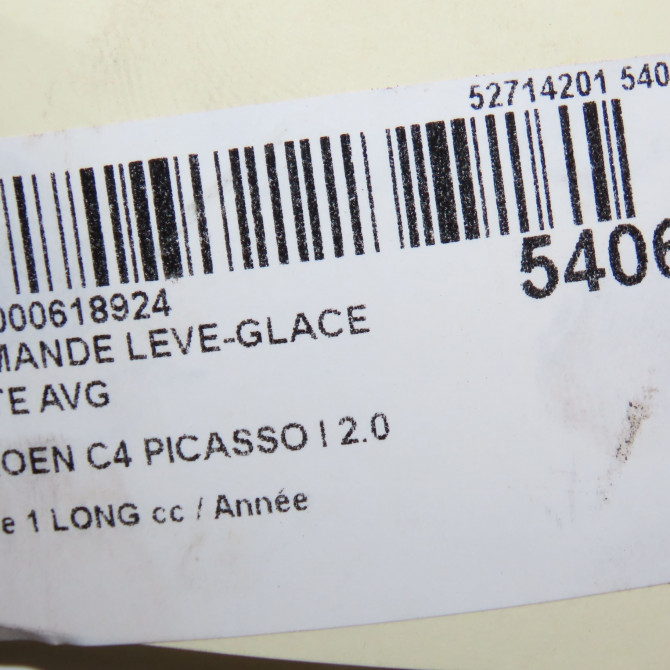 52714201 540
5406
000618924
MANDE LEVE-GLACE
TE AVG
OEN C4 PICASSO I 2.0
e 1 LONG cc / Année